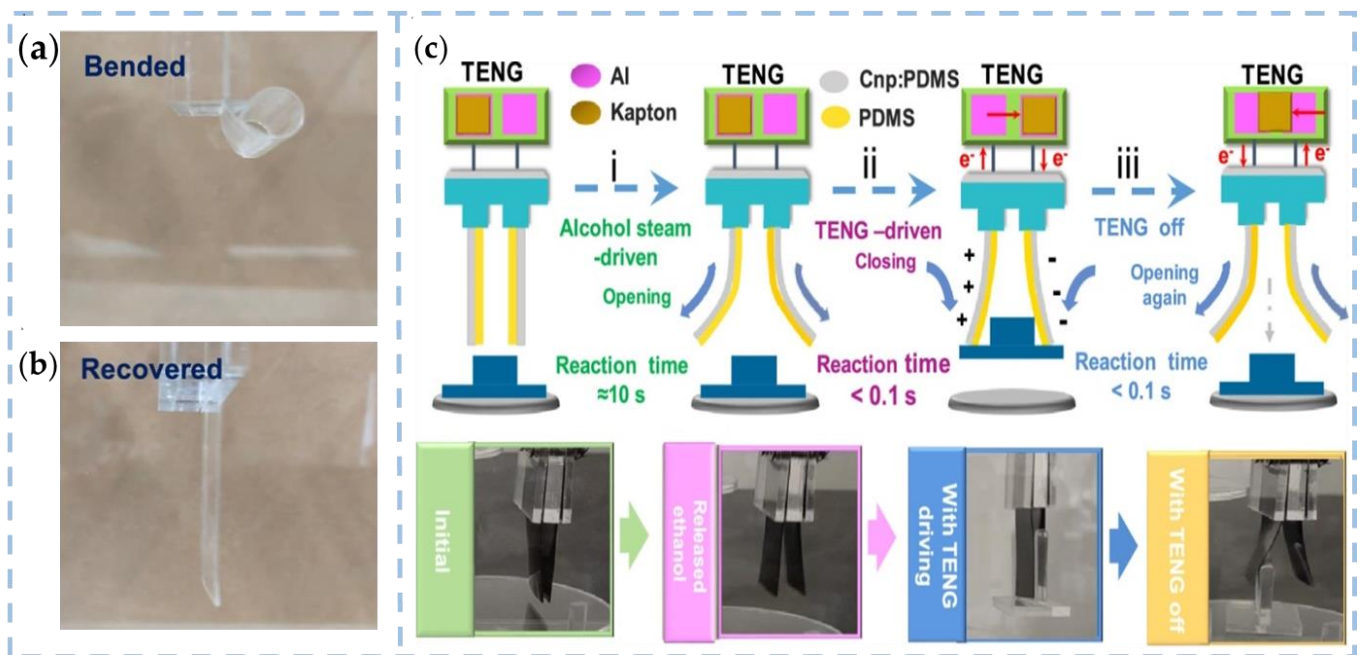 (a)
Bended
(b)
Recovered
(c)
TENG
Al
Kapton
TENG
Cnp:PDMS
PDMS
TENG
TENG
i
ii
iii
e-
e-
e-
e-
Alcohol steam
-driven
Opening
TENG –driven
Closing
+
+
+
-
-
-
TENG off
Opening
again
Reaction time
≈10 s
Reaction time
< 0.1 s
Reaction time
< 0.1 s
Initial
Released
ethanol
With TENG
driving
With TENG off